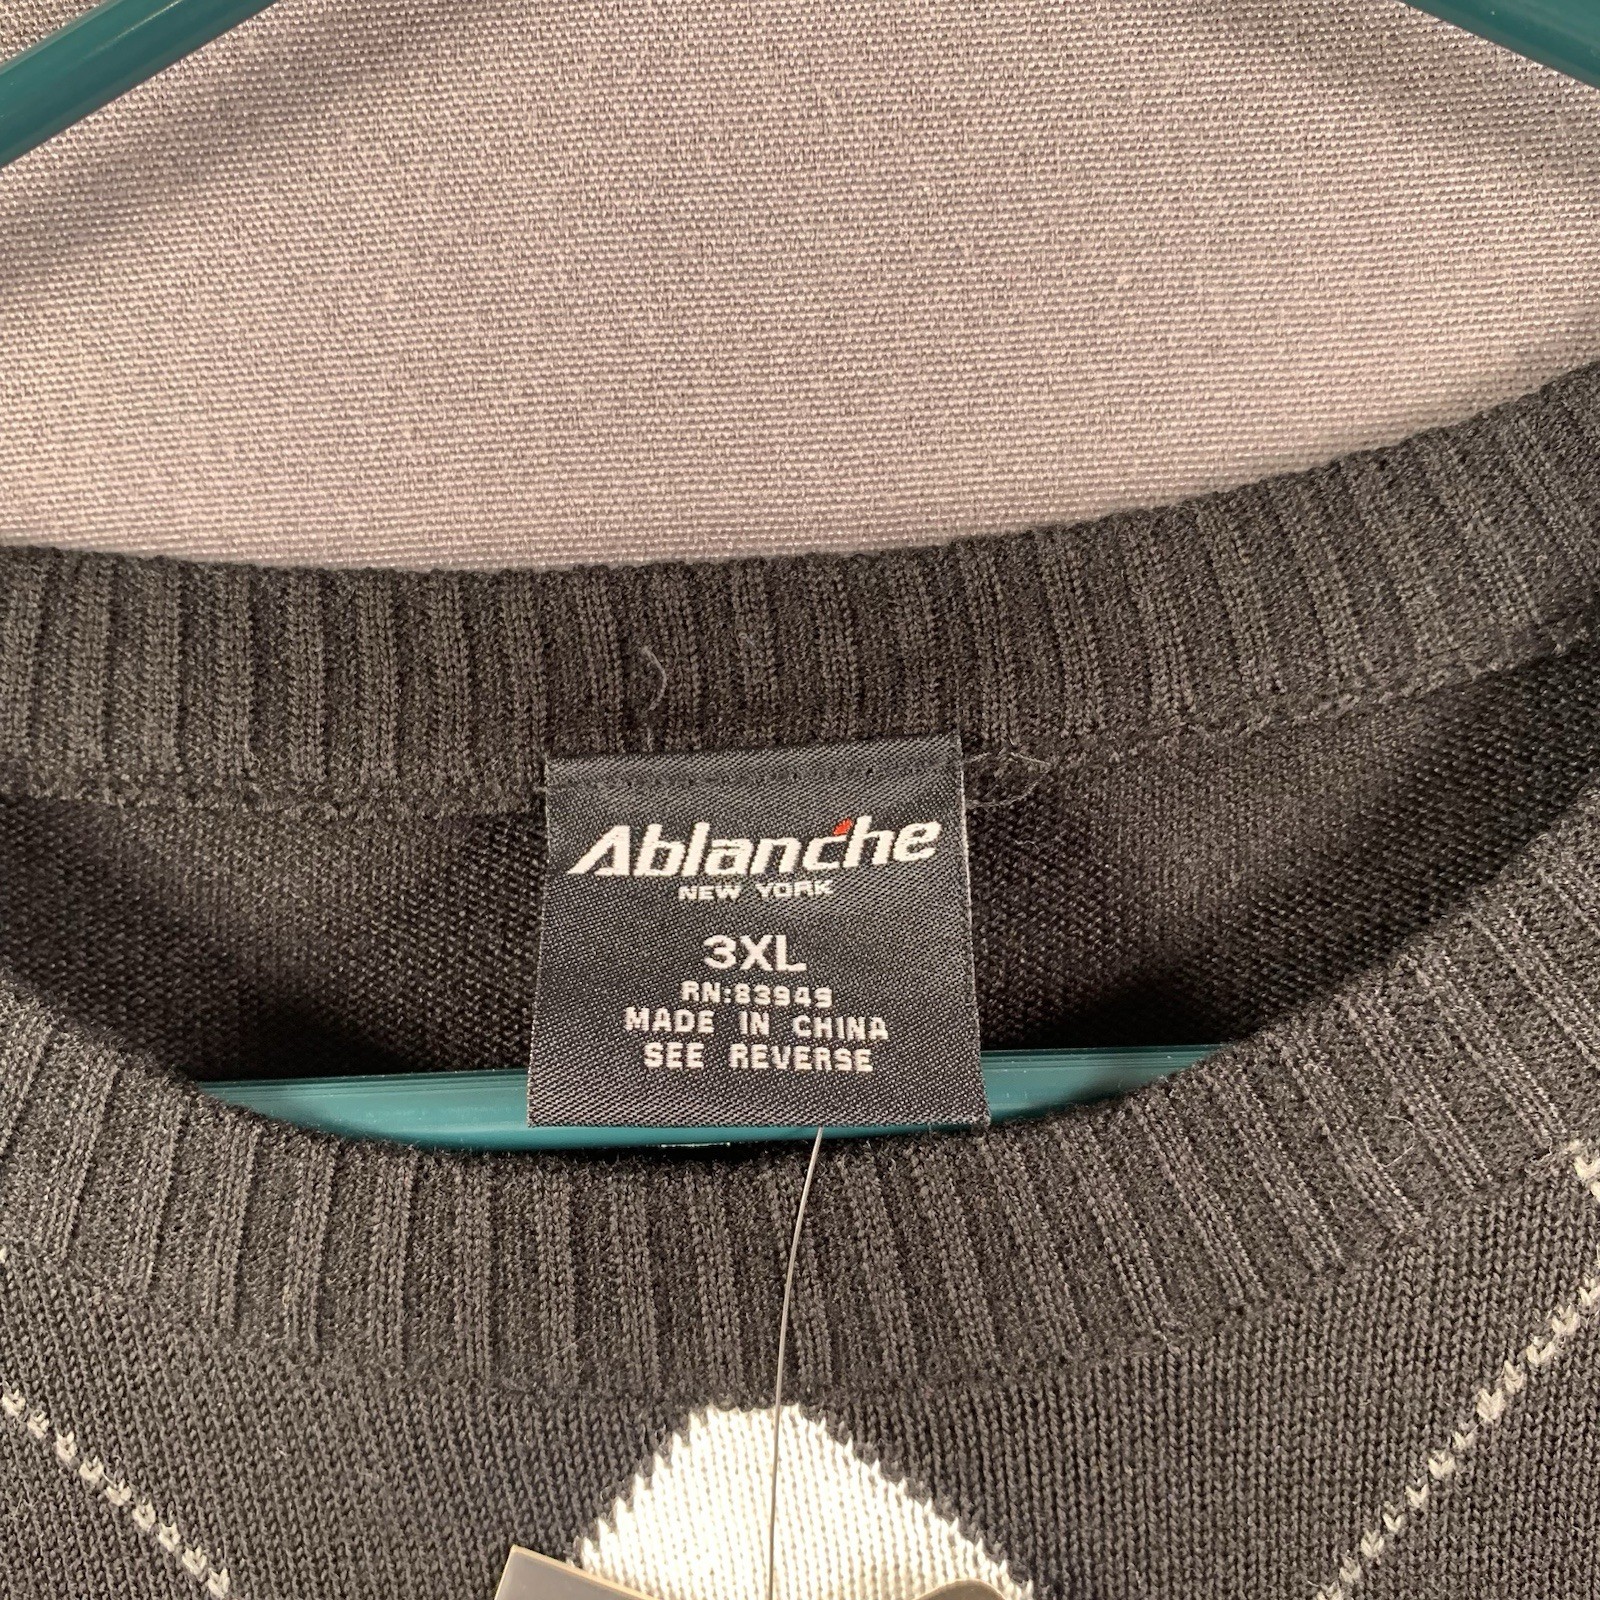 Ablanche
NEW YORK
3XL
RN:83949
MADE IN CHINA
SEE REVERSE